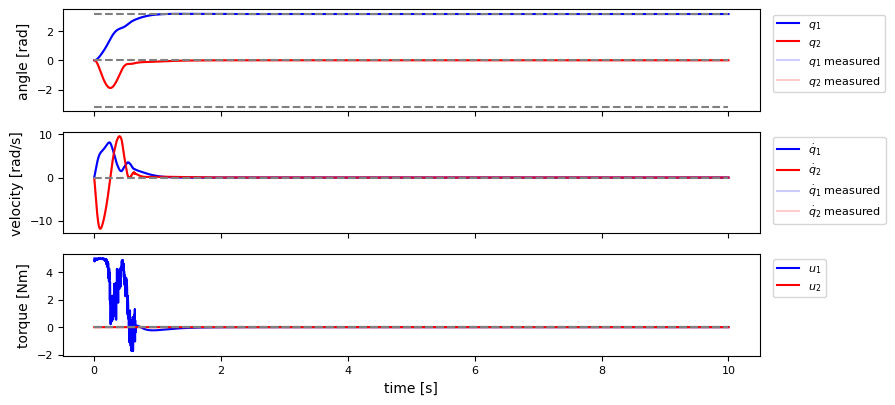 angle [rad]
2
0
−2
q₁
q₂
q₁ measured
q₂ measured
velocity [rad/s]
10
0
−10
q̇₁
q̇₂
q̇₁ measured
q̇₂ measured
torque [Nm]
4
2
0
−2
u₁
u₂
0
2
4
6
8
10
time [s]